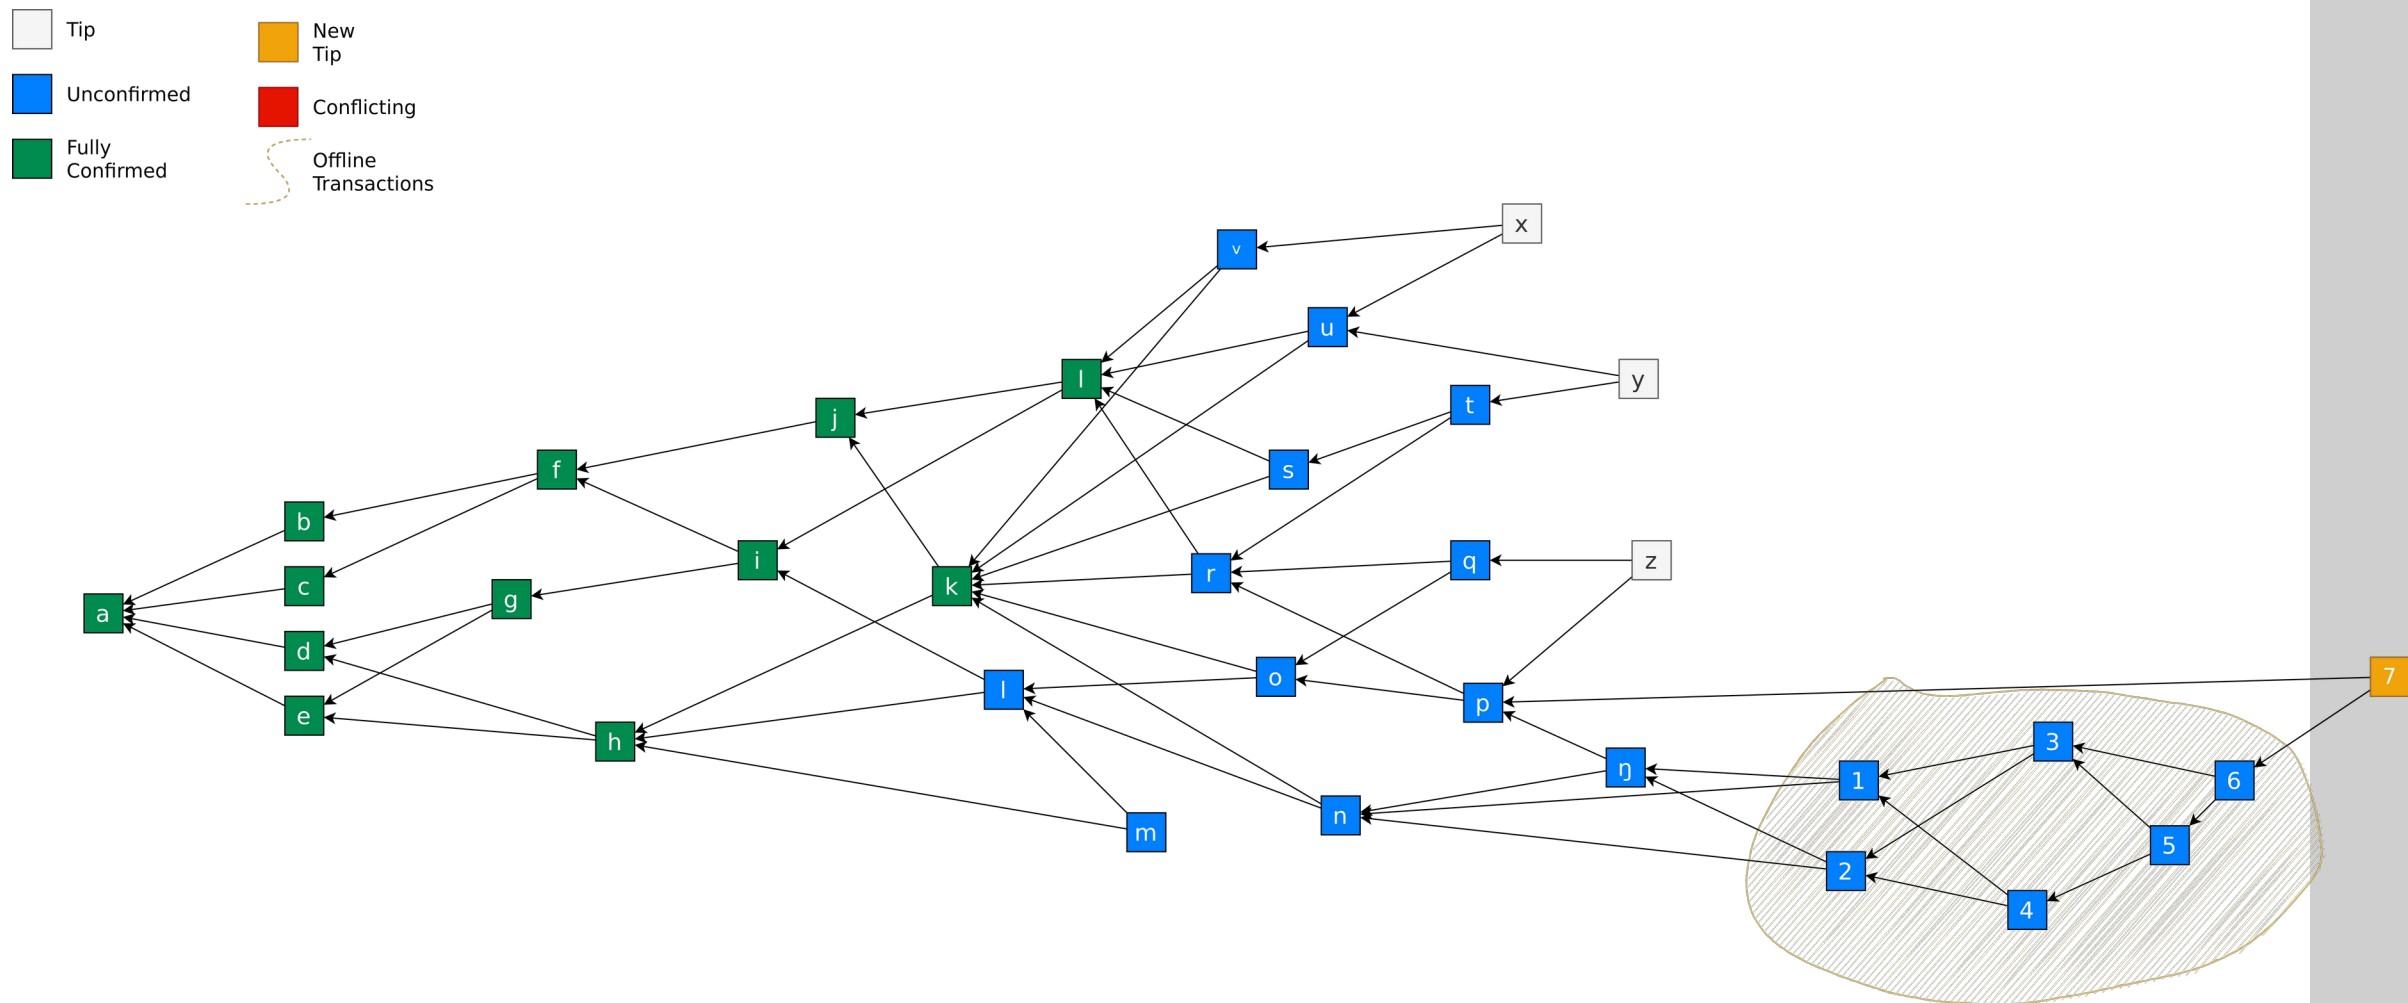 Tip
New
Tip
Unconfirmed
Conflicting
Fully
Confirmed
Offline
Transactions
x
v
u
l
y
j
t
f
s
b
i
q
z
c
k
r
g
a
d
o
7
l
p
e
h
3
ŋ
1
6
n
m
5
2
4